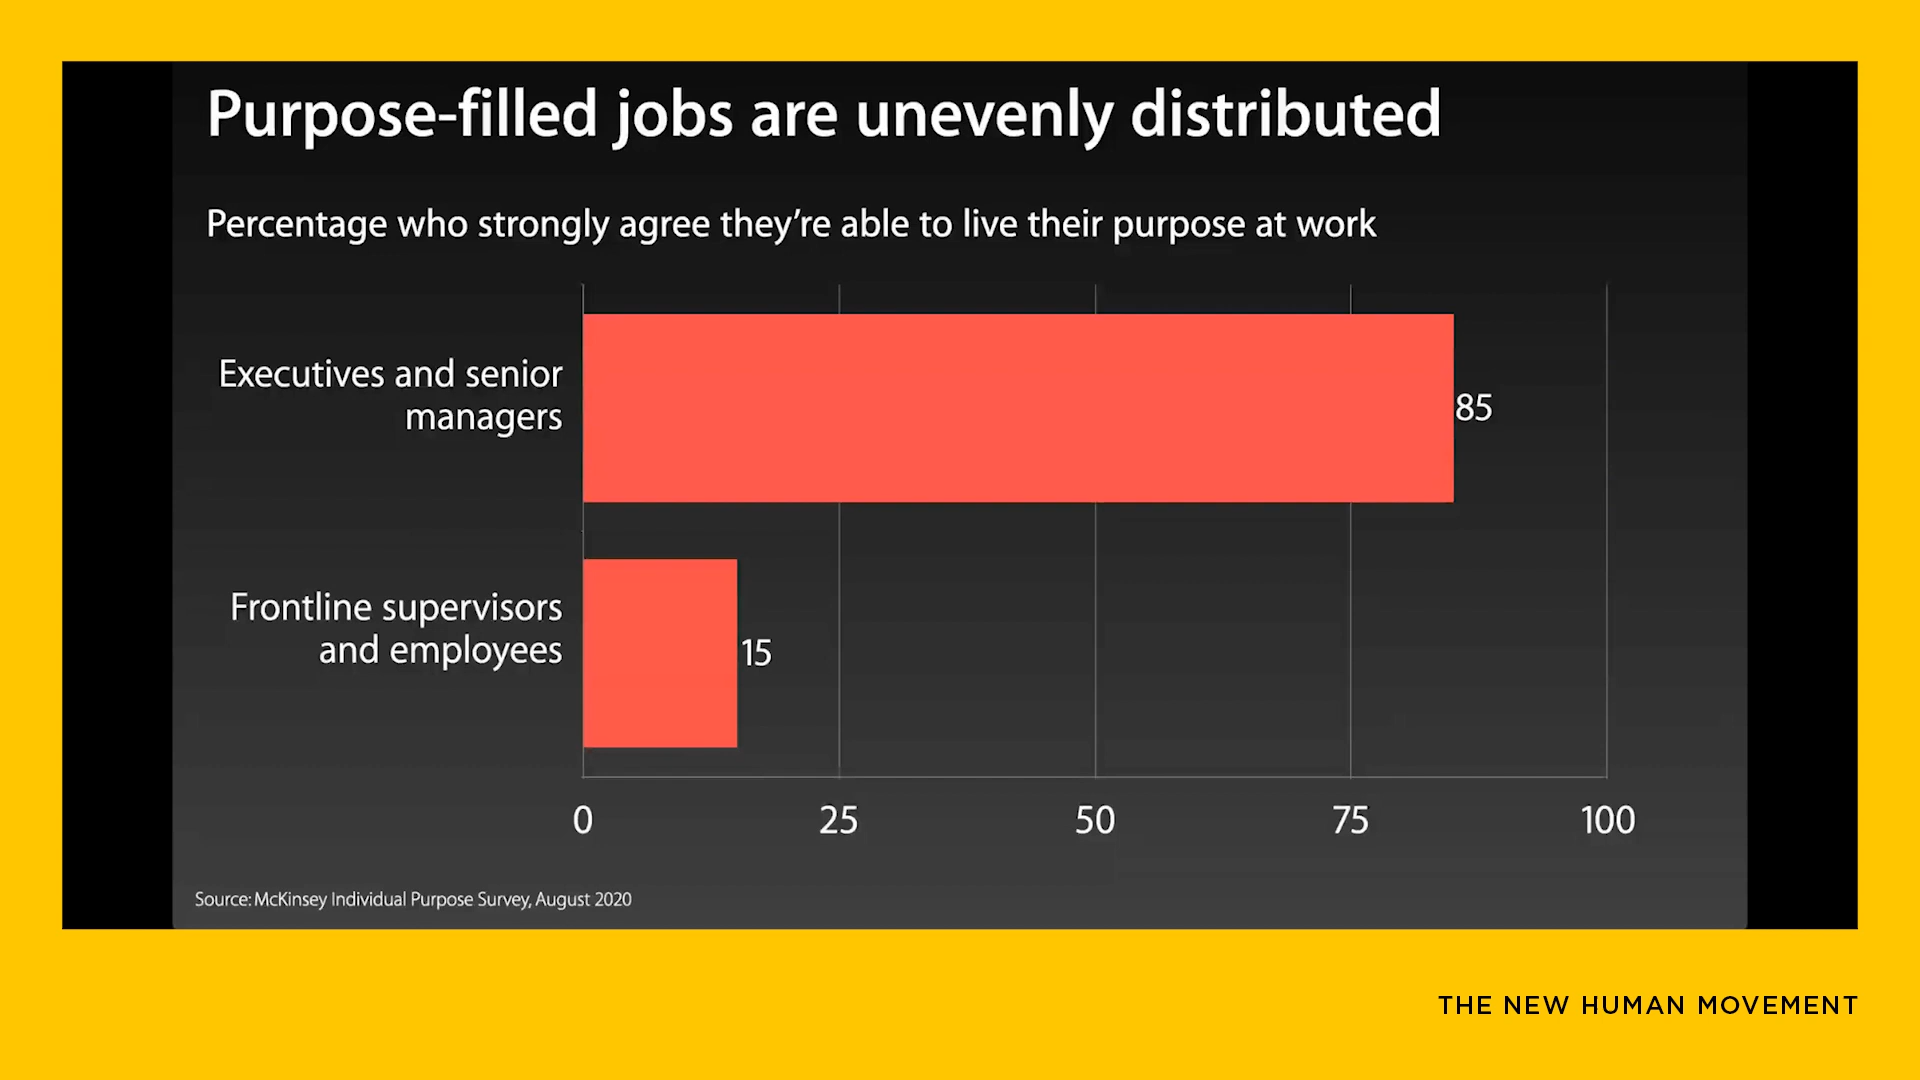 Purpose-filled jobs are unevenly distributed
Percentage who strongly agree they’re able to live their purpose at work
Executives and senior
managers
85
Frontline supervisors
and employees
15
0
25
50
75
100
Source: McKinsey Individual Purpose Survey, August 2020
THE NEW HUMAN MOVEMENT